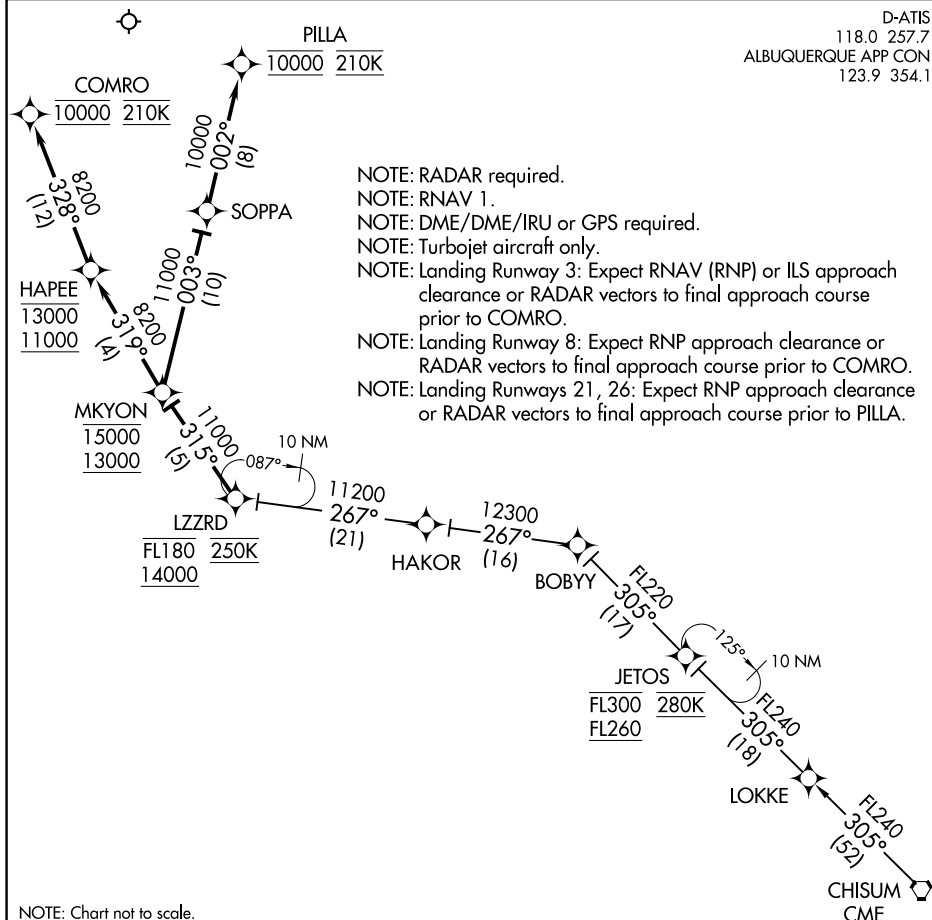 D-ATIS
118.0 257.7
ALBUQUERQUE APP CON
123.9 354.1
PILLA
10000 210K
COMRO
10000 210K
10000
002°
(8)
8200
328°
(12)
SOPPA
NOTE: RADAR required.
NOTE: RNAV 1.
NOTE: DME/DME/IRU or GPS required.
NOTE: Turbojet aircraft only.
NOTE: Landing Runway 3: Expect RNAV (RNP) or ILS approach
clearance or RADAR vectors to final approach course
prior to COMRO.
NOTE: Landing Runway 8: Expect RNP approach clearance or
RADAR vectors to final approach course prior to COMRO.
NOTE: Landing Runways 21, 26: Expect RNP approach clearance
or RADAR vectors to final approach course prior to PILLA.
11000
003°
(10)
HAPEE
13000
11000
8200
319°
(4)
MKYON
15000
13000
11000
315°
(5)
10 NM
087°
LZZRD
FL180 250K
14000
11200
267°
(21)
HAKOR
12300
267°
(16)
BOBYY
FL220
305°
(17)
125°
10 NM
JETOS
FL300 280K
FL260
FL240
305°
(18)
LOKKE
FL240
305°
(52)
CHISUM
CME
NOTE: Chart not to scale.